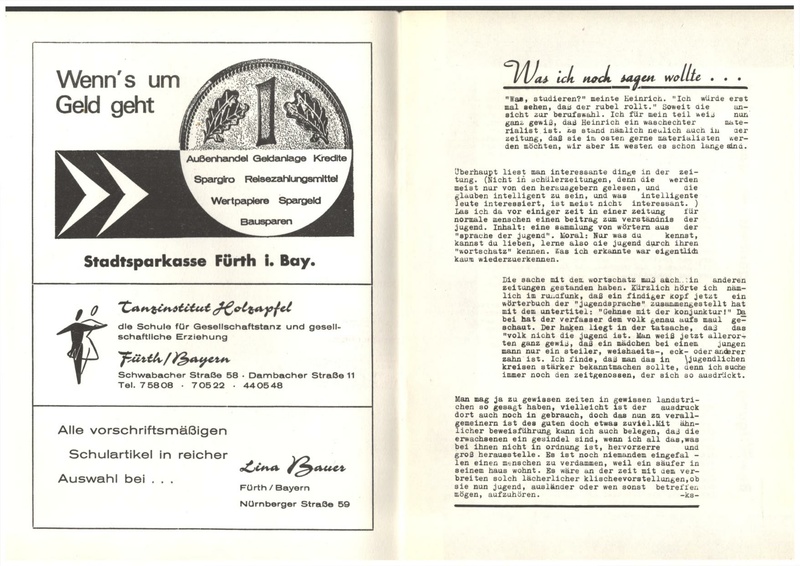 Wenn's um
Geld geht
1
Außenhandel Geldanlage Kredite
Spargiro Reisezahlungsmittel
Wertpapiere Spargeld
Bausparen
Stadtsparkasse Fürth i. Bay.
Tanzinstitut Holzapfel
die Schule für Gesellschaftstanz und gesell-
schaftliche Erziehung
Fürth/Bayern
Schwabacher Straße 58 · Dambacher Straße 11
Tel. 75808 · 70522 · 440548
Alle vorschriftsmäßigen
Schulartikel in reicher
Auswahl bei . . .
Lina Bauer
Fürth / Bayern
Nürnberger Straße 59
Was ich noch sagen wollte . . .
"Was, studieren?" meinte Heinrich. "Ich würde erst
mal sehen, daß der rubel rollt." Soweit die an-
sicht zur berufswahl. Ich für mein teil weiß nun
ganz gewiß, daß Heinrich ein waschechter mate-
rialist ist. Es stand nämlich neulich auch in der
zeitung, daß sie im osten gerne materialisten wer-
den möchten, wir aber im westen es schon lange sind.
Überhaupt liest man interessante dinge in der zei-
tung. (Nicht in schülerzeitungen, denn die werden
meist nur von den herausgebern gelesen, und die
glauben intelligent zu sein, und was intelligente
leute interessiert, ist meist nicht interessant. )
Las ich da vor einiger zeit in einer zeitung für
normale menschen einen beitrag zum verständnis der
jugend. Inhalt: eine sammlung von wörtern aus der
"sprache der jugend". Moral: Nur was du kennst,
kannst du lieben, lerne also die jugend durch ihren
"wortschatz" kennen. Was ich erkannte war eigentlich
kaum wiederzuerkennen.
Die sache mit dem wortschatz muß auch in anderen
zeitungen gestanden haben. Kürzlich hörte ich näm-
lich im rundfunk, daß ein findiger kopf jetzt ein
wörterbuch der "jugendsprache" zusammengestellt hat
mit dem untertitel: "Gehnse mit der konjunktur!" Da
bei hat der verfasser dem volk genau aufs maul ge-
schaut. Der haken liegt in der tatsache, daß das
"volk nicht die jugend ist. Man weiß jetzt alleror-
ten ganz gewiß, daß ein mädchen bei einem jungen
mann nur ein steiler, weisheits-, eck- oder anderer
zahn ist. Ich finde, daß man das in jugendlichen
kreisen stärker bekanntmachen sollte, denn ich suche
immer noch den zeitgenossen, der sich so ausdrückt.
Man mag ja zu gewissen zeiten in gewissen landstri-
chen so gesagt haben, vielleicht ist der ausdruck
dort auch noch in gebrauch, doch das nun zu verall-
gemeinern ist des guten doch etwas zuviel.Mit ähn-
licher beweisführung kann ich auch belegen, daß die
erwachsenen ein gesindel sind, wenn ich all das,was
bei ihnen nicht in ordnung ist, hervorzerre und
groß herausstelle. Es ist noch niemandem eingefal -
len einen menschen zu verdammen, weil ein säufer in
seinem haus wohnt. Es wäre an der zeit mit dem ver-
breiten solch lächerlicher klischeevorstellungen,ob
sie nun jugend, ausländer oder wen sonst betreffen
mögen, aufzuhören. -ks-